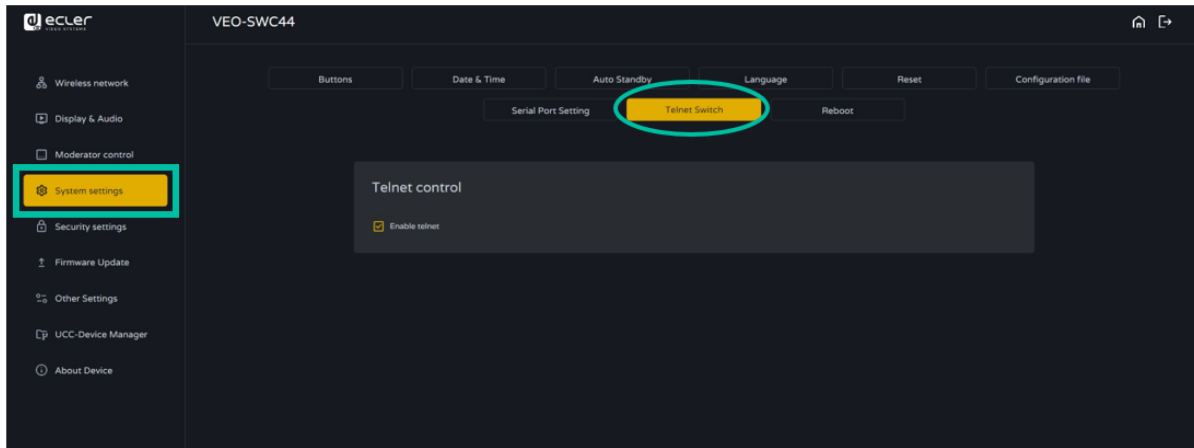 ecler
VIDEO SYSTEMS
VEO-SWC44
Wireless network
Display & Audio
Moderator control
System settings
Security settings
Firmware Update
Other Settings
UCC-Device Manager
About Device
Buttons
Date & Time
Auto Standby
Language
Reset
Configuration file
Serial Port Setting
Telnet Switch
Reboot
Telnet control
Enable telnet